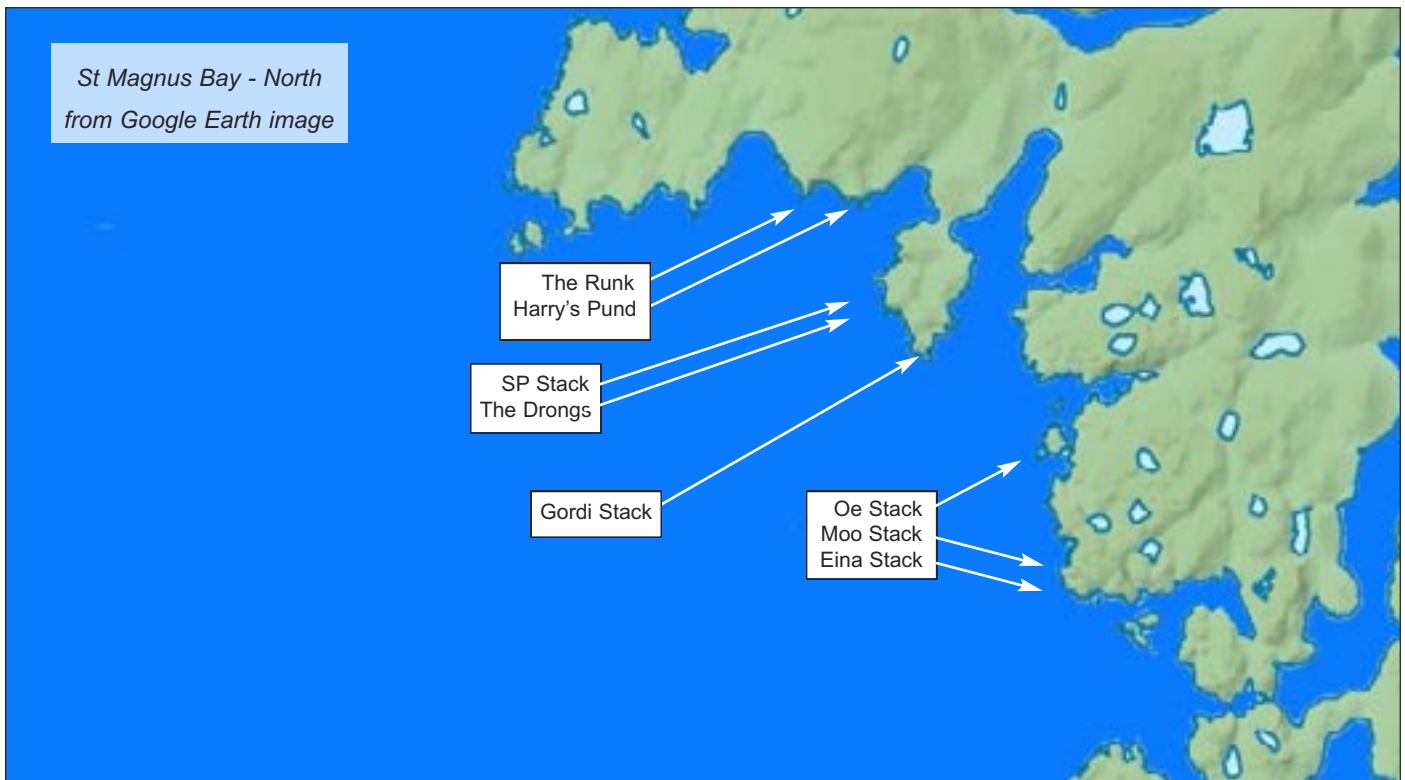 St Magnus Bay - North
from Google Earth image
The Runk
Harry's Pund
SP Stack
The Drongs
Gordi Stack
Oe Stack
Moo Stack
Eina Stack